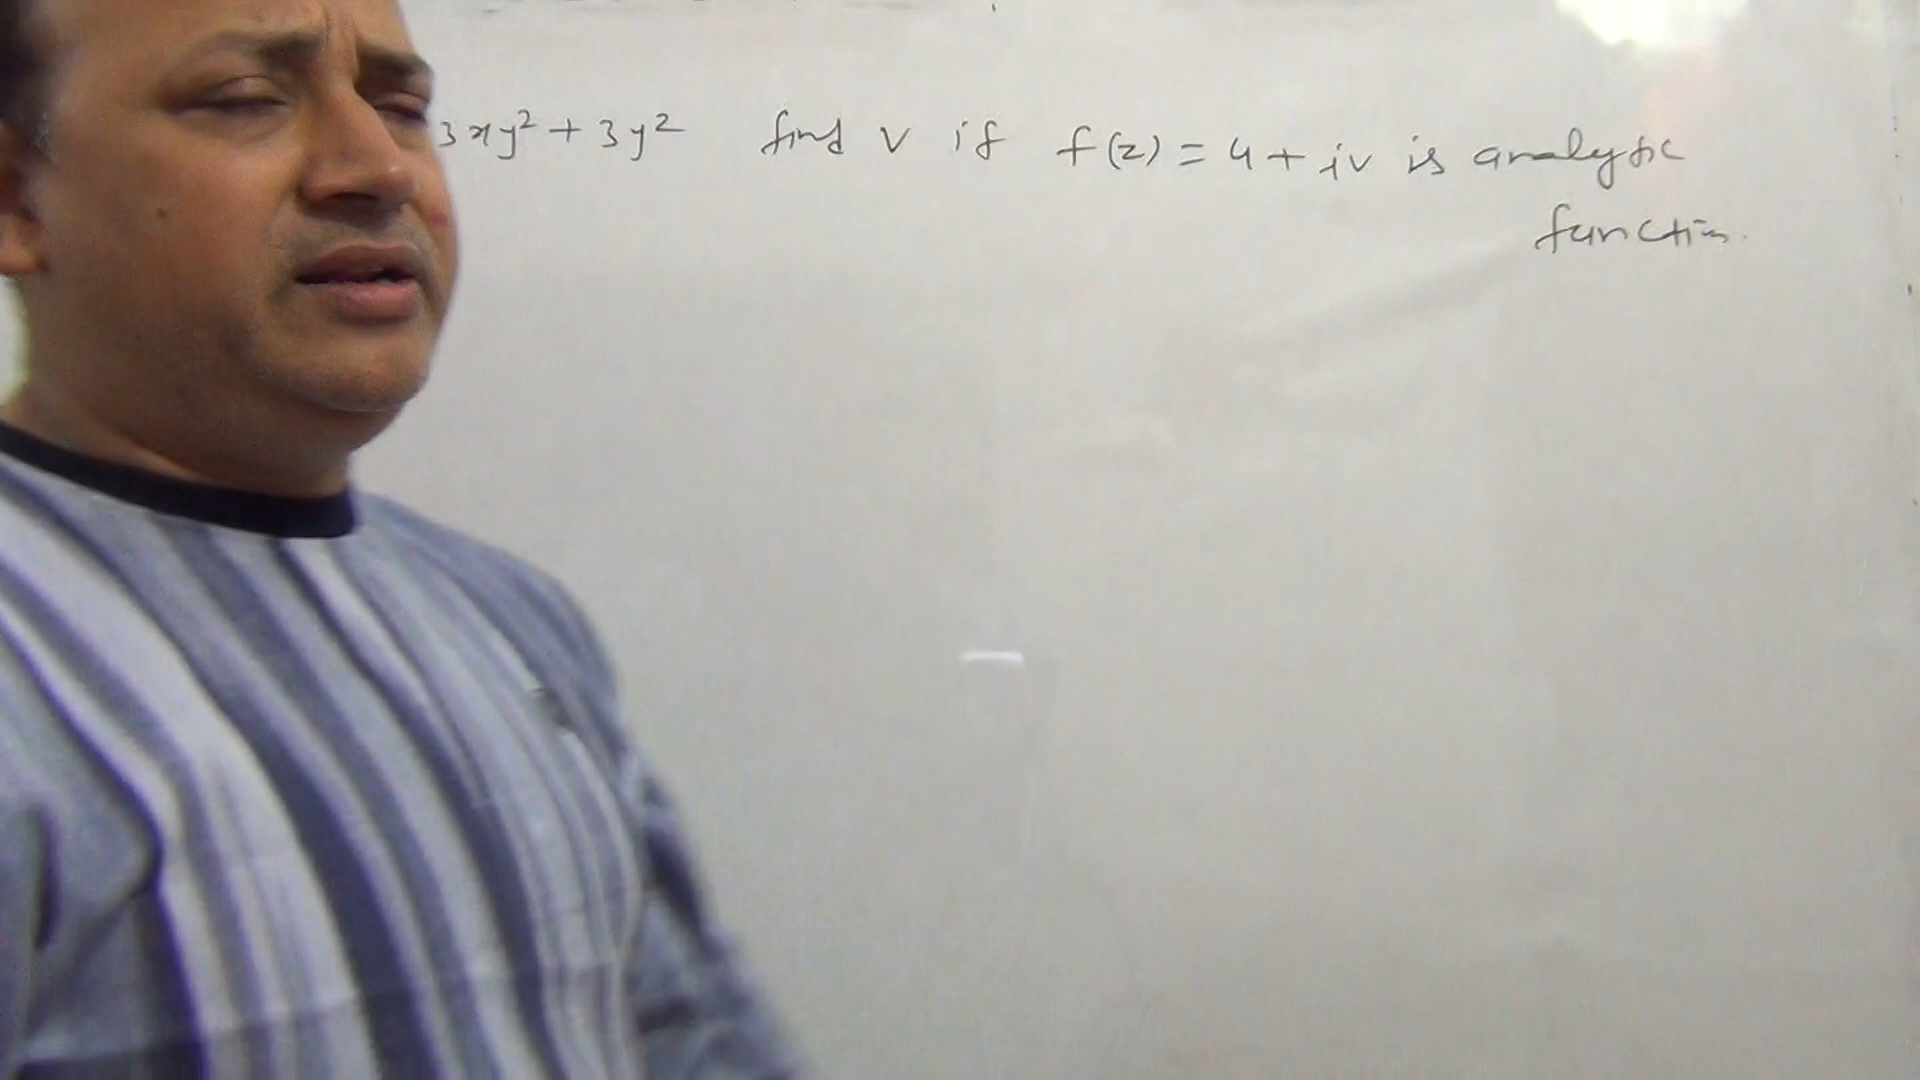 3xy² + 3y² find v if f(z) = u + iv is analytic
function.